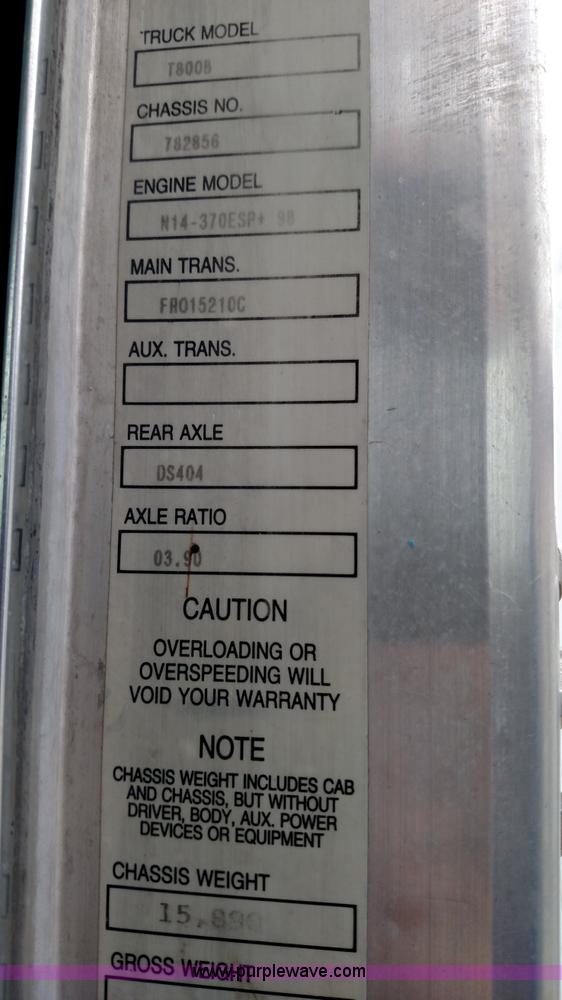 TRUCK MODEL
T800B
CHASSIS NO.
782856
ENGINE MODEL
N14-370ESP+ 98
MAIN TRANS.
FRO15210C
AUX. TRANS.
REAR AXLE
DS404
AXLE RATIO
03.90
CAUTION
OVERLOADING OR
OVERSPEEDING WILL
VOID YOUR WARRANTY
NOTE
CHASSIS WEIGHT INCLUDES CAB
AND CHASSIS, BUT WITHOUT
DRIVER, BODY, AUX. POWER
DEVICES OR EQUIPMENT
CHASSIS WEIGHT
GROSS WEIGHT
www.purplewave.com